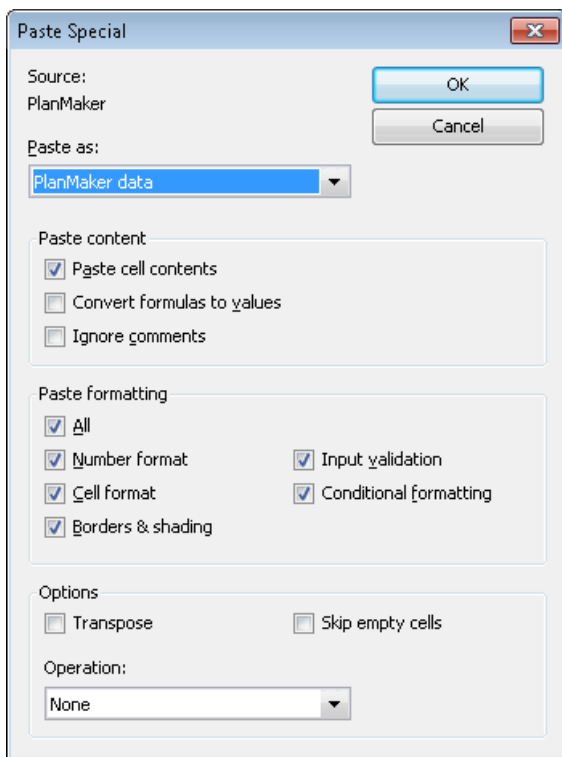 Paste Special
Source:
PlanMaker
OK
Cancel
Paste as:
PlanMaker data
Paste content
Paste cell contents
Convert formulas to values
Ignore comments
Paste formatting
All
Number format
Input validation
Cell format
Conditional formatting
Borders & shading
Options
Transpose
Skip empty cells
Operation:
None